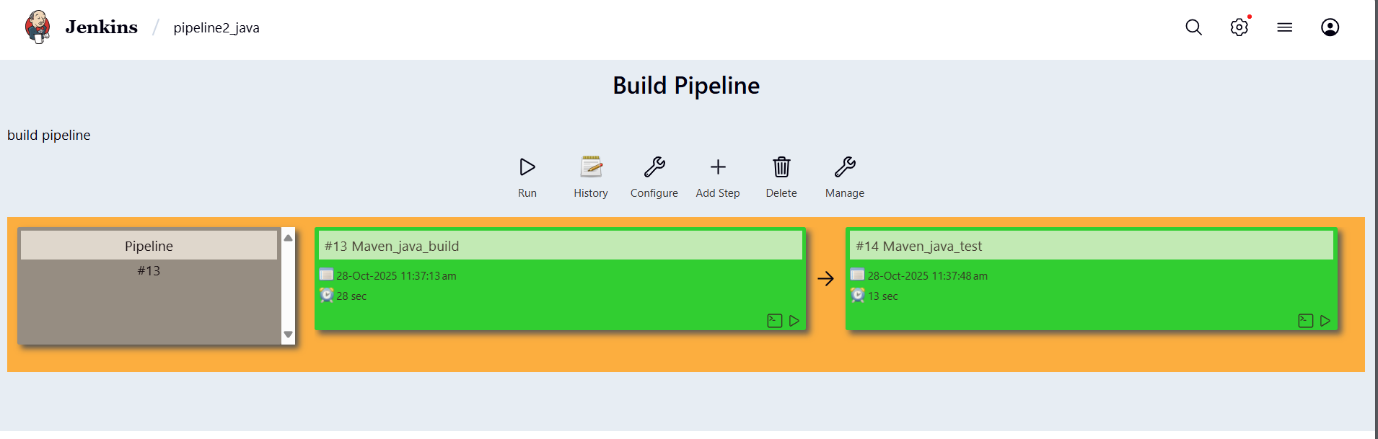 Jenkins / pipeline2_java
Build Pipeline
build pipeline
Run History Configure Add Step Delete Manage
Pipeline
#13
#13 Maven_java_build
28-Oct-2025 11:37:13 am
28 sec
#14 Maven_java_test
28-Oct-2025 11:37:48 am
13 sec